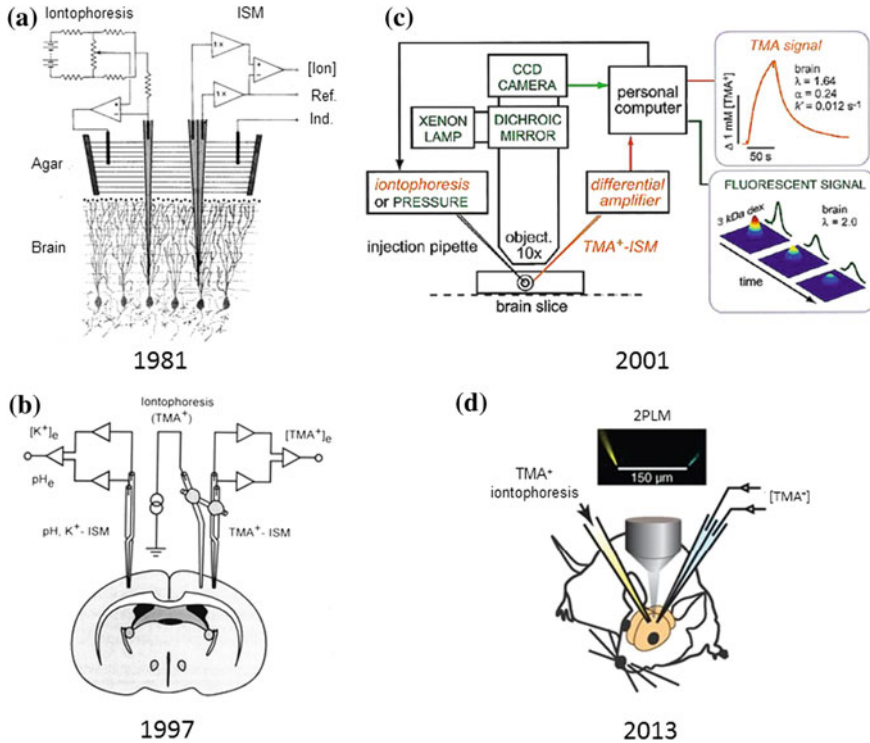 (a)
Iontophoresis
ISM
1 x
1 x
+
-
+
-
[Ion]
Ref.
Ind.
Agar
Brain
1981
(c)
CCD
CAMERA
XENON
LAMP
DICHROIC
MIRROR
personal
computer
iontophoresis
or PRESSURE
differential
amplifier
injection pipette
object.
10x
TMA⁺-ISM
brain slice
TMA signal
brain
λ = 1.64
α = 0.24
k' = 0.012 s⁻¹
Δ 1 mM [TMA⁺]
50 s
FLUORESCENT SIGNAL
3 kDa dex
brain
λ = 2.0
time
2001
(b)
Iontophoresis
(TMA⁺)
[K⁺]e
pHe
[TMA⁺]e
pH, K⁺- ISM
TMA⁺- ISM
1997
(d)
2PLM
150 µm
TMA⁺
iontophoresis
[TMA⁺]
2013